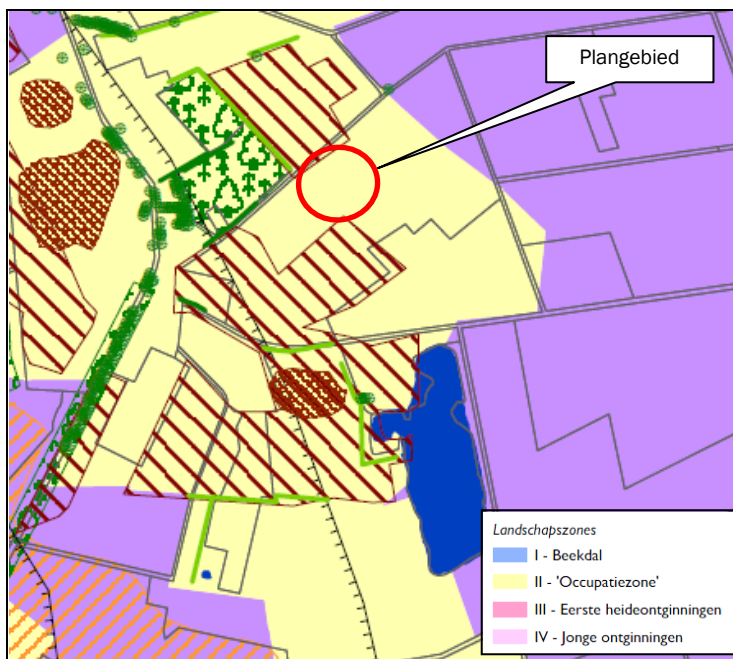 Plangebied
Landschapszones
I - Beekdal
II - 'Occupatiezone'
III - Eerste heideontginningen
IV - Jonge ontginningen